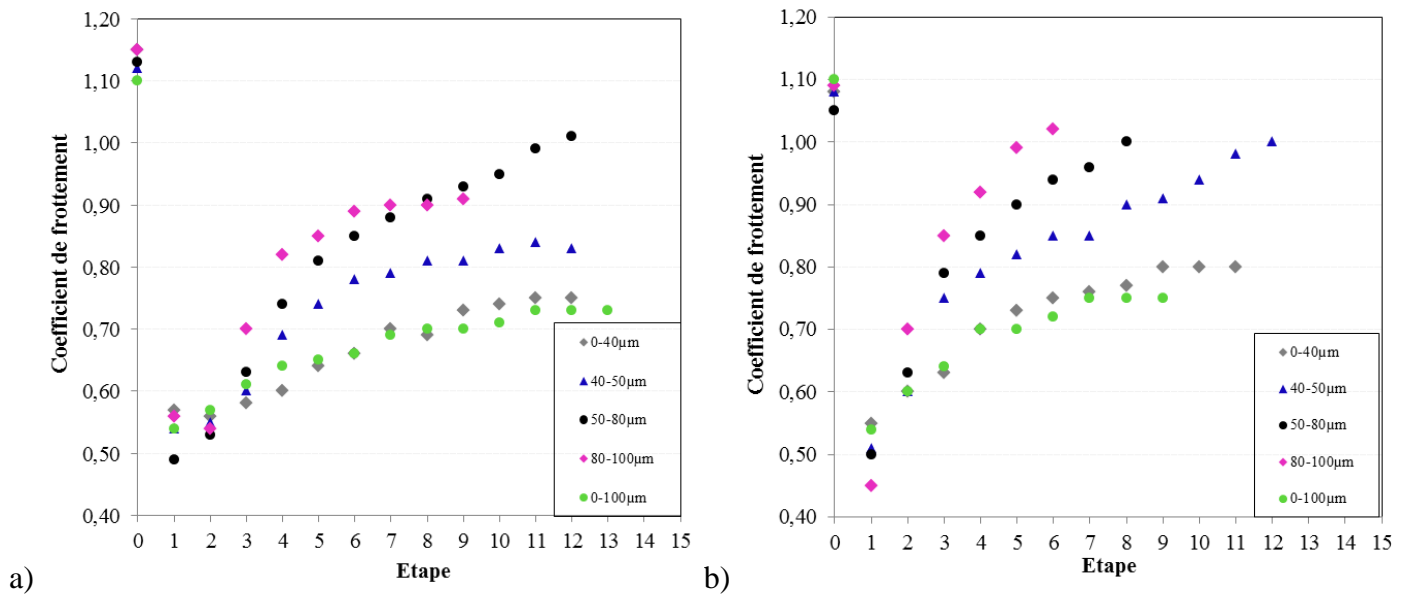 1,20
1,10
1,00
0,90
0,80
0,70
0,60
0,50
0,40
Coefficient de frottement
0 1 2 3 4 5 6 7 8 9 10 11 12 13 14 15
Etape
0-40µm
40-50µm
50-80µm
80-100µm
0-100µm
a)
1,20
1,10
1,00
0,90
0,80
0,70
0,60
0,50
0,40
Coefficient de frottement
0 1 2 3 4 5 6 7 8 9 10 11 12 13 14 15
Etape
0-40µm
40-50µm
50-80µm
80-100µm
0-100µm
b)